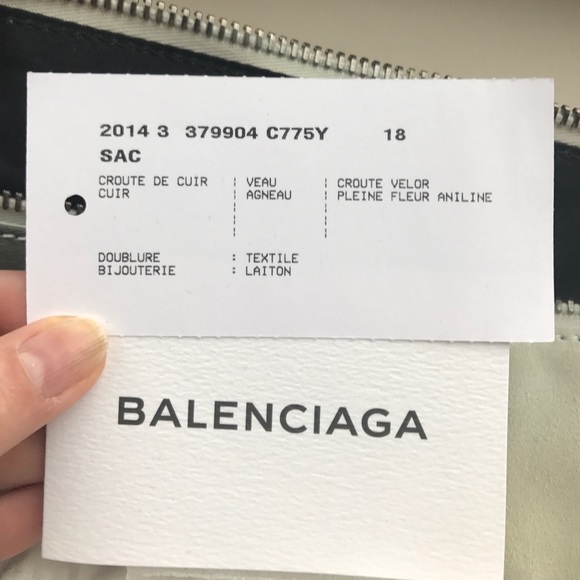 2014 3 379904 C775Y 18
SAC
CROUTE DE CUIR ¦ VEAU ¦ CROUTE VELOR
CUIR ¦ AGNEAU ¦ PLEINE FLEUR ANILINE
DOUBLURE : TEXTILE
BIJOUTERIE : LAITON
BALENCIAGA